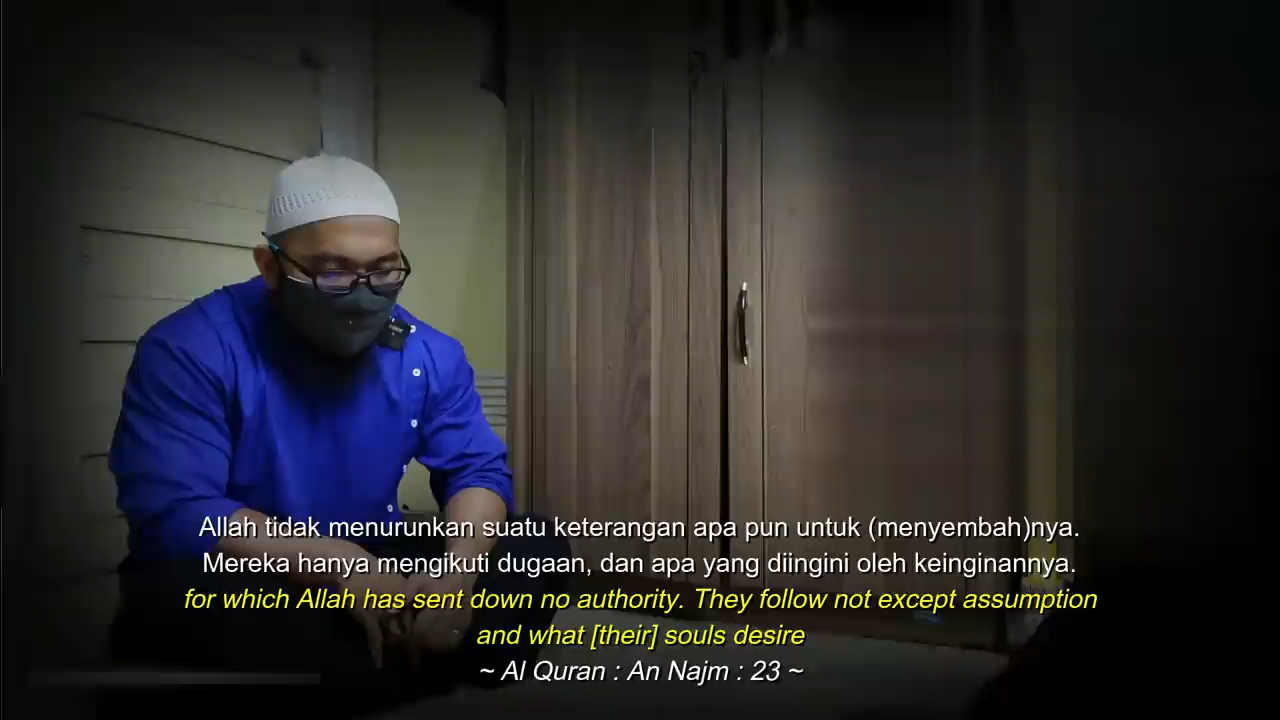 Allah tidak menurunkan suatu keterangan apa pun untuk (menyembah)nya.
Mereka hanya mengikuti dugaan, dan apa yang diingini oleh keinginannya.
for which Allah has sent down no authority. They follow not except assumption
and what [their] souls desire
~ Al Quran : An Najm : 23 ~